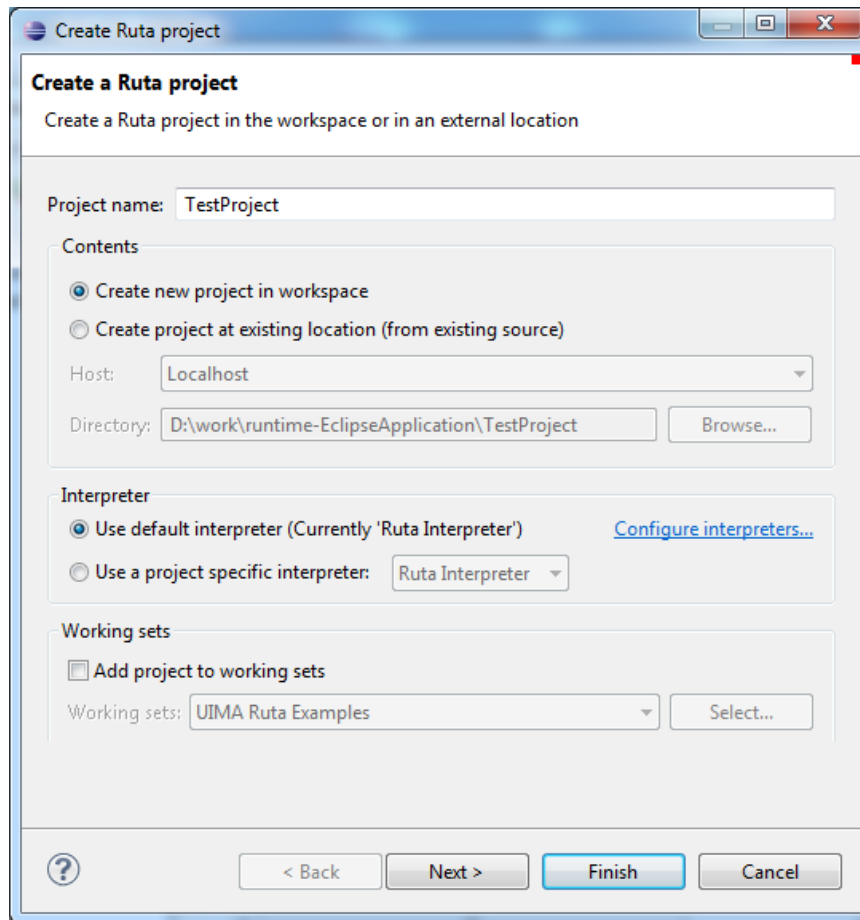 Create Ruta project
Create a Ruta project
Create a Ruta project in the workspace or in an external location
Project name: TestProject
Contents
Create new project in workspace
Create project at existing location (from existing source)
Host: Localhost
Directory: D:\work\runtime-EclipseApplication\TestProject Browse...
Interpreter
Use default interpreter (Currently 'Ruta Interpreter') Configure interpreters...
Use a project specific interpreter: Ruta Interpreter
Working sets
Add project to working sets
Working sets: UIMA Ruta Examples Select...
? < Back Next > Finish Cancel